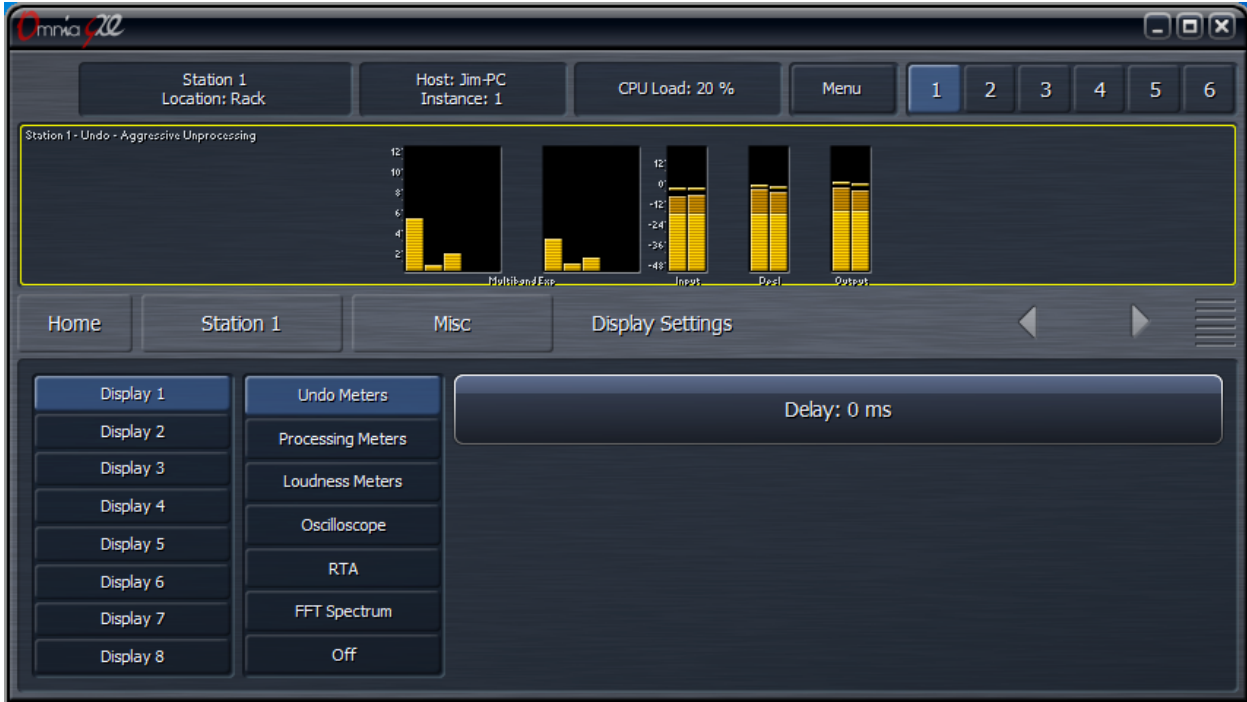 Omnia SXE
Station 1
Location: Rack
Host: Jim-PC
Instance: 1
CPU Load: 20 %
Menu
1 2 3 4 5 6
Station 1 - Undo - Aggressive Unprocessing
12
10
8
6
4
2
Multiband Exp
12
0
-12
-24
-36
-48
Input
Output
Home
Station 1
Misc
Display Settings
Display 1
Display 2
Display 3
Display 4
Display 5
Display 6
Display 7
Display 8
Undo Meters
Processing Meters
Loudness Meters
Oscilloscope
RTA
FFT Spectrum
Off
Delay: 0 ms